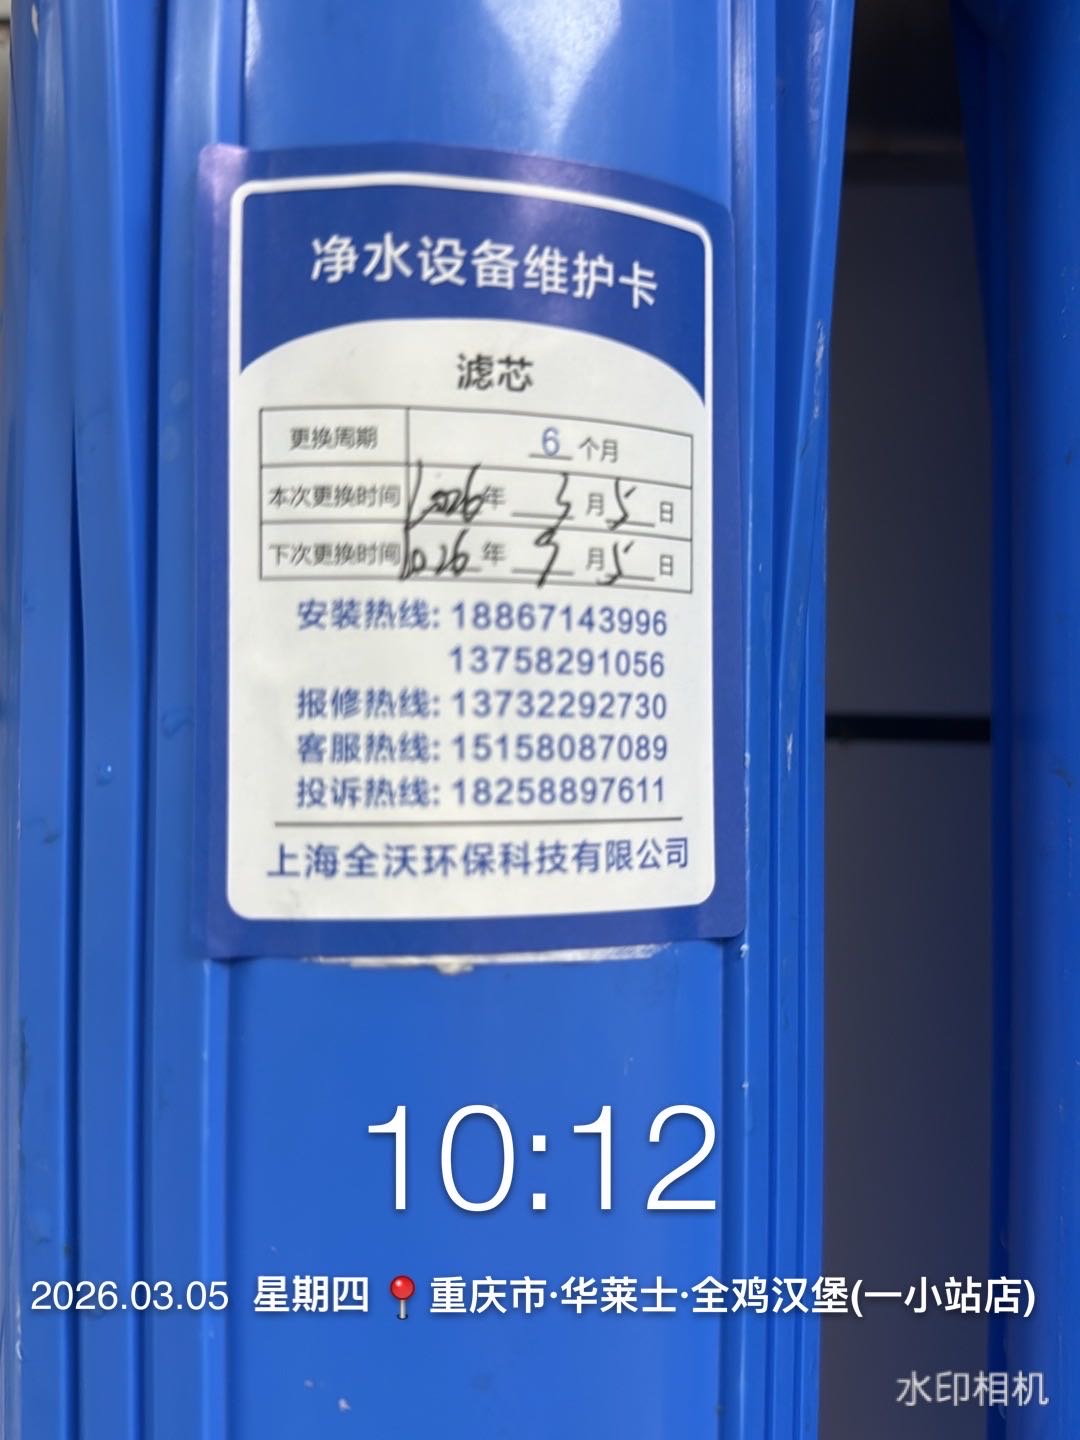 净水设备维护卡
滤芯
更换周期 6 个月
本次更换时间 2026年 3 月 5 日
下次更换时间 2026 年 9 月 5 日
安装热线: 18867143996
13758291056
报修热线: 13732292730
客服热线: 15158087089
投诉热线: 18258897611
上海全沃环保科技有限公司
10:12
2026.03.05 星期四 📍重庆市·华莱士·全鸡汉堡(一小站店)
水印相机